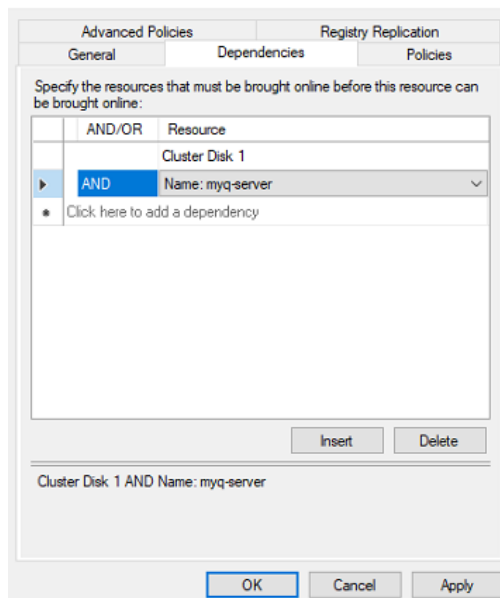 Advanced Policies Registry Replication
General Dependencies Policies
Specify the resources that must be brought online before this resource can
be brought online:
AND/OR Resource
Cluster Disk 1
AND Name: myq-server
Click here to add a dependency
Insert Delete
Cluster Disk 1 AND Name: myq-server
OK Cancel Apply